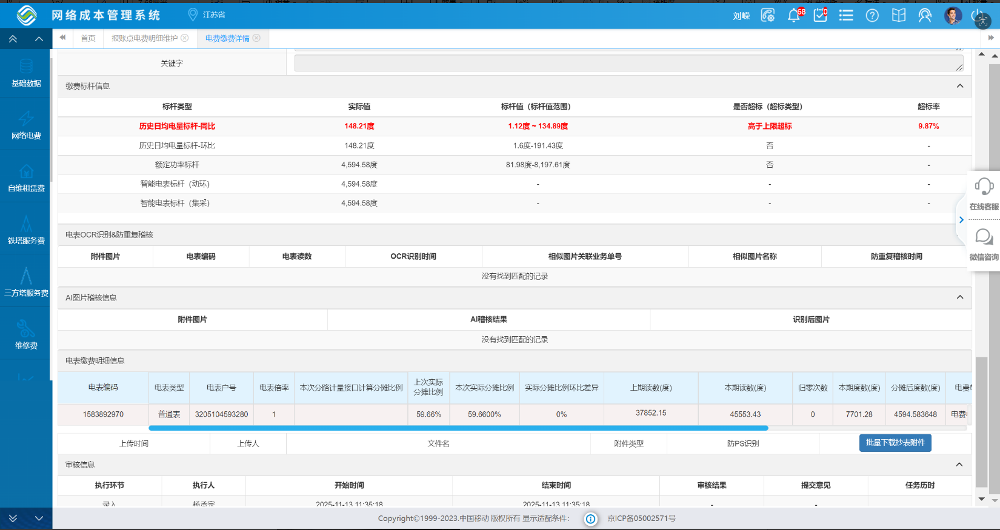 网络成本管理系统
江苏省
刘嵘
68
0
首页
报账点电费明细维护
电费缴费详情
基础数据
网络电费
自维租赁费
铁塔服务费
三方塔服务费
维修费
关键字
缴费标杆信息
标杆类型 实际值 标杆值（标杆值范围） 是否超标（超标类型） 超标率
历史日均电量标杆-同比 148.21度 1.12度 ~ 134.89度 高于上限超标 9.87%
历史日均电量标杆-环比 148.21度 1.6度-191.43度 否 -
额定功率标杆 4,594.58度 81.98度-8,197.61度 否 -
智能电表标杆（动环） 4,594.58度 - - -
智能电表标杆（集采） 4,594.58度 - - -
电表OCR识别&防重复稽核
附件图片 电表编码 电表读数 OCR识别时间 相似图片关联业务单号 相似图片名称 防重复稽核时间
没有找到匹配的记录
AI图片稽核信息
附件图片 AI稽核结果 识别后图片
没有找到匹配的记录
电表缴费明细信息
电表编码 电表类型 电表户号 电表倍率 本次分路计量接口计算分摊比例 上次实际分摊比例 本次实际分摊比例 实际分摊比例环比差异 上期读数(度) 本期读数(度) 归零次数 本期度数(度) 分摊后度数(度) 电费
1583892970 普通表 3205104593280 1 59.66% 59.6600% 0% 37852.15 45553.43 0 7701.28 4594.583648 电费
上传时间 上传人 文件名 附件类型 防PS识别 批量下载抄表附件
审核信息
执行环节 执行人 开始时间 结束时间 审核结果 提交意见 任务历时
录入 杨承宗 2025-11-13 11:35:18 2025-11-13 11:35:18 - -
在线客服
微信咨询
Copyright©1999-2023.中国移动 版权所有 显示适配条件： 京ICP备05002571号